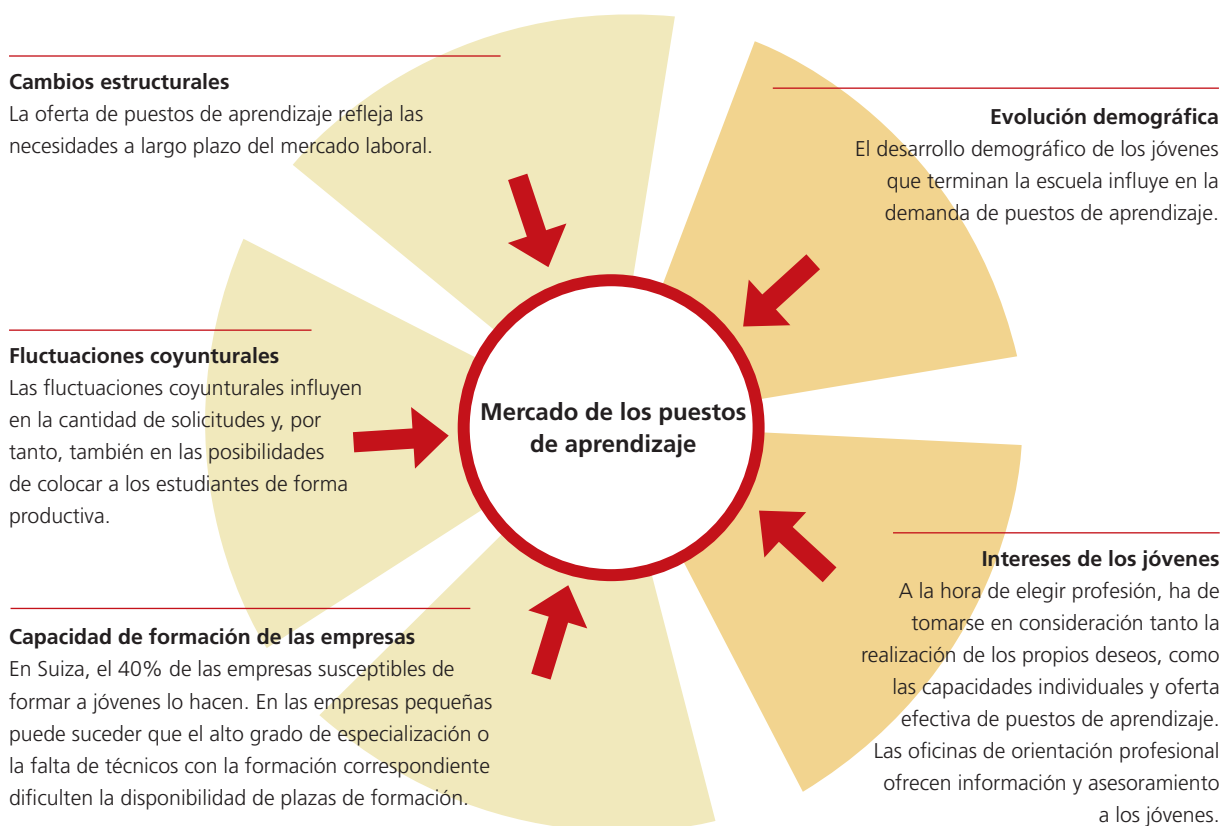 Cambios estructurales
La oferta de puestos de aprendizaje refleja las
necesidades a largo plazo del mercado laboral.
Fluctuaciones coyunturales
Las fluctuaciones coyunturales influyen
en la cantidad de solicitudes y, por
tanto, también en las posibilidades
de colocar a los estudiantes de forma
productiva.
Capacidad de formación de las empresas
En Suiza, el 40% de las empresas susceptibles de
formar a jóvenes lo hacen. En las empresas pequeñas
puede suceder que el alto grado de especialización o
la falta de técnicos con la formación correspondiente
dificulten la disponibilidad de plazas de formación.
Mercado de los puestos
de aprendizaje
Evolución demográfica
El desarrollo demográfico de los jóvenes
que terminan la escuela influye en la
demanda de puestos de aprendizaje.
Intereses de los jóvenes
A la hora de elegir profesión, ha de
tomarse en consideración tanto la
realización de los propios deseos, como
las capacidades individuales y oferta
efectiva de puestos de aprendizaje.
Las oficinas de orientación profesional
ofrecen información y asesoramiento
a los jóvenes.